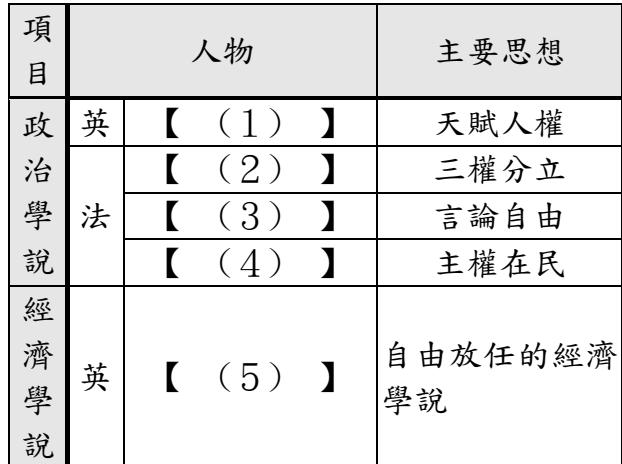 項目 人物 主要思想
政治學說 英 【 （1） 】 天賦人權
法 【 （2） 】 三權分立
【 （3） 】 言論自由
【 （4） 】 主權在民
經濟學說 英 【 （5） 】 自由放任的經濟
學說